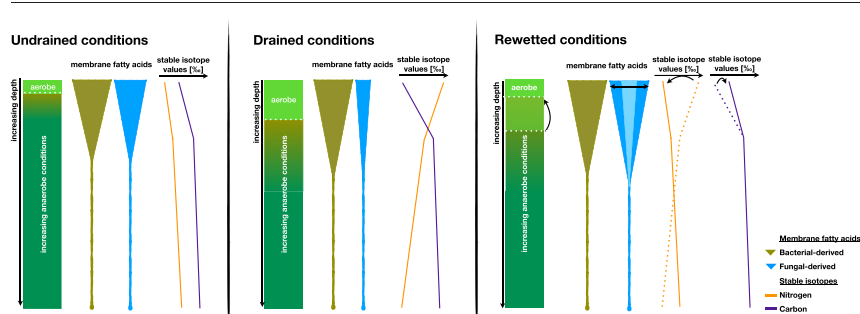 Undrained conditions
membrane fatty acids
stable isotope
values [‰]
increasing depth
aerobe
increasing anaerobe conditions
Drained conditions
membrane fatty acids
stable isotope
values [‰]
increasing depth
aerobe
increasing anaerobe conditions
Rewetted conditions
membrane fatty acids
stable isotope
values [‰]
stable isotope
values [‰]
increasing depth
aerobe
increasing anaerobe conditions
Membrane fatty acids
Bacterial-derived
Fungal-derived
Stable isotopes
Nitrogen
Carbon